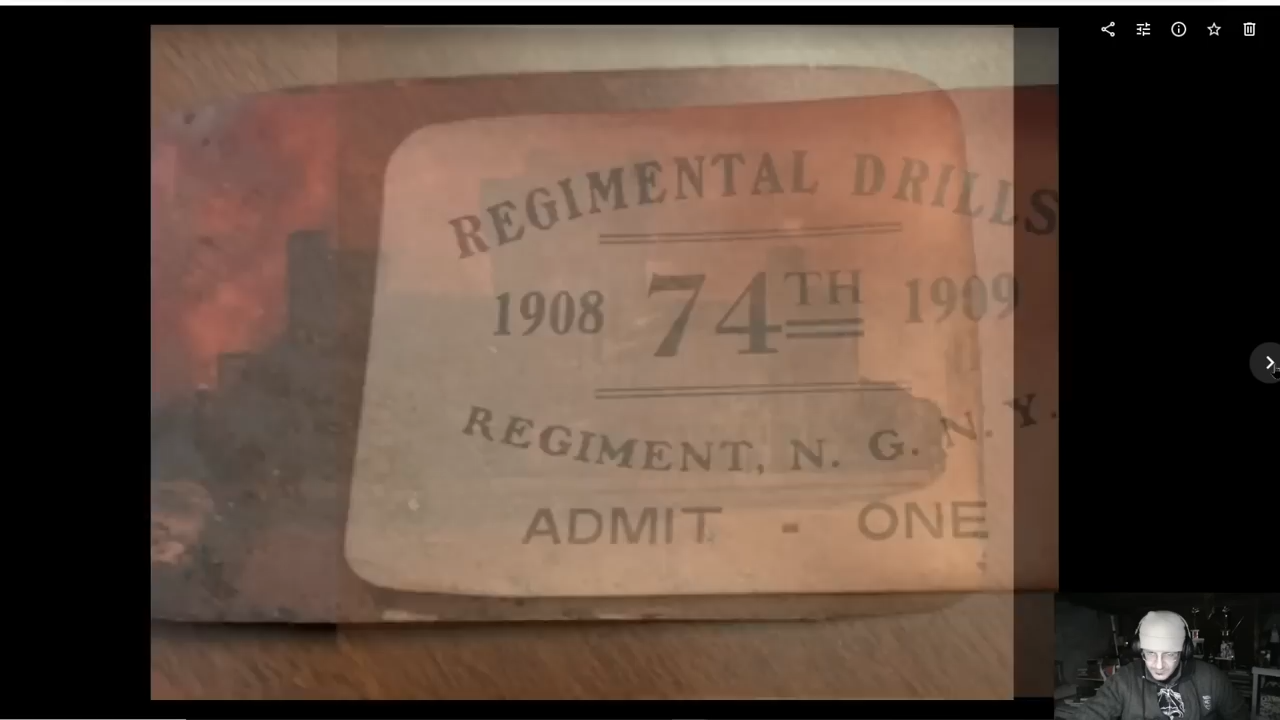 REGIMENTAL DRILLS
1908 74TH 1909
REGIMENT, N. G. N. Y.
ADMIT - ONE